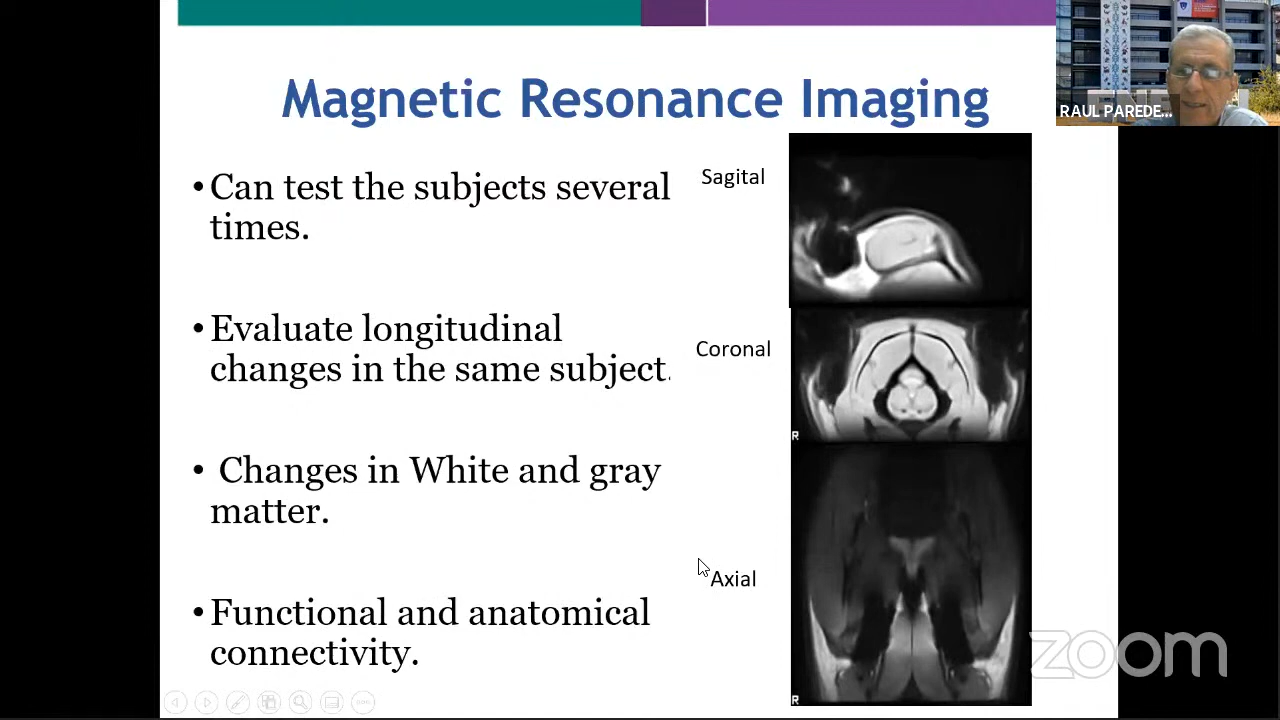 Magnetic Resonance Imaging
RAUL PAREDE...
• Can test the subjects several
times.
• Evaluate longitudinal
changes in the same subject.
• Changes in White and gray
matter.
• Functional and anatomical
connectivity.
Sagital
Coronal
R
Axial
R
zoom